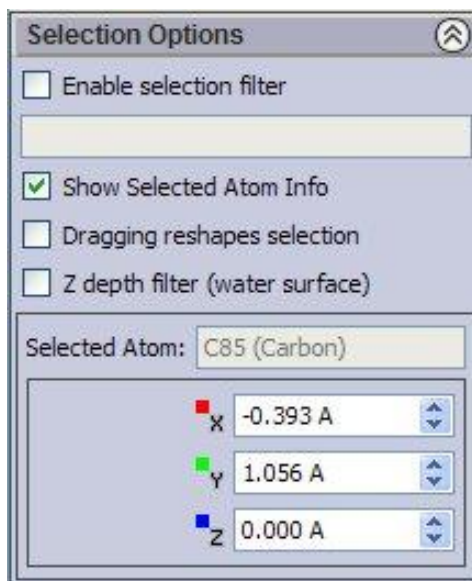 Selection Options
Enable selection filter
Show Selected Atom Info
Dragging reshapes selection
Z depth filter (water surface)
Selected Atom: C85 (Carbon)
X -0.393 A
Y 1.056 A
Z 0.000 A